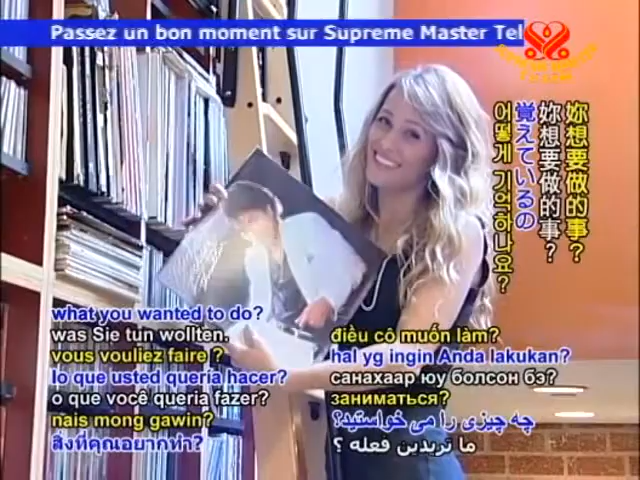 Passez un bon moment sur Supreme Master Tel
妳想要做的事？
妳想要做的事？
覚えているの
어떻게 기억하나요?
what you wanted to do?
was Sie tun wollten.
vous vouliez faire ?
lo que usted quería hacer?
o que você queria fazer?
nais mong gawin?
สิ่งที่คุณอยากทำ?
điều cô muốn làm?
hal yg ingin Anda lakukan?
санахаар юу болсон бэ?
заниматься?
چه چیزی را می خواستید؟
ما تريدين فعله ؟